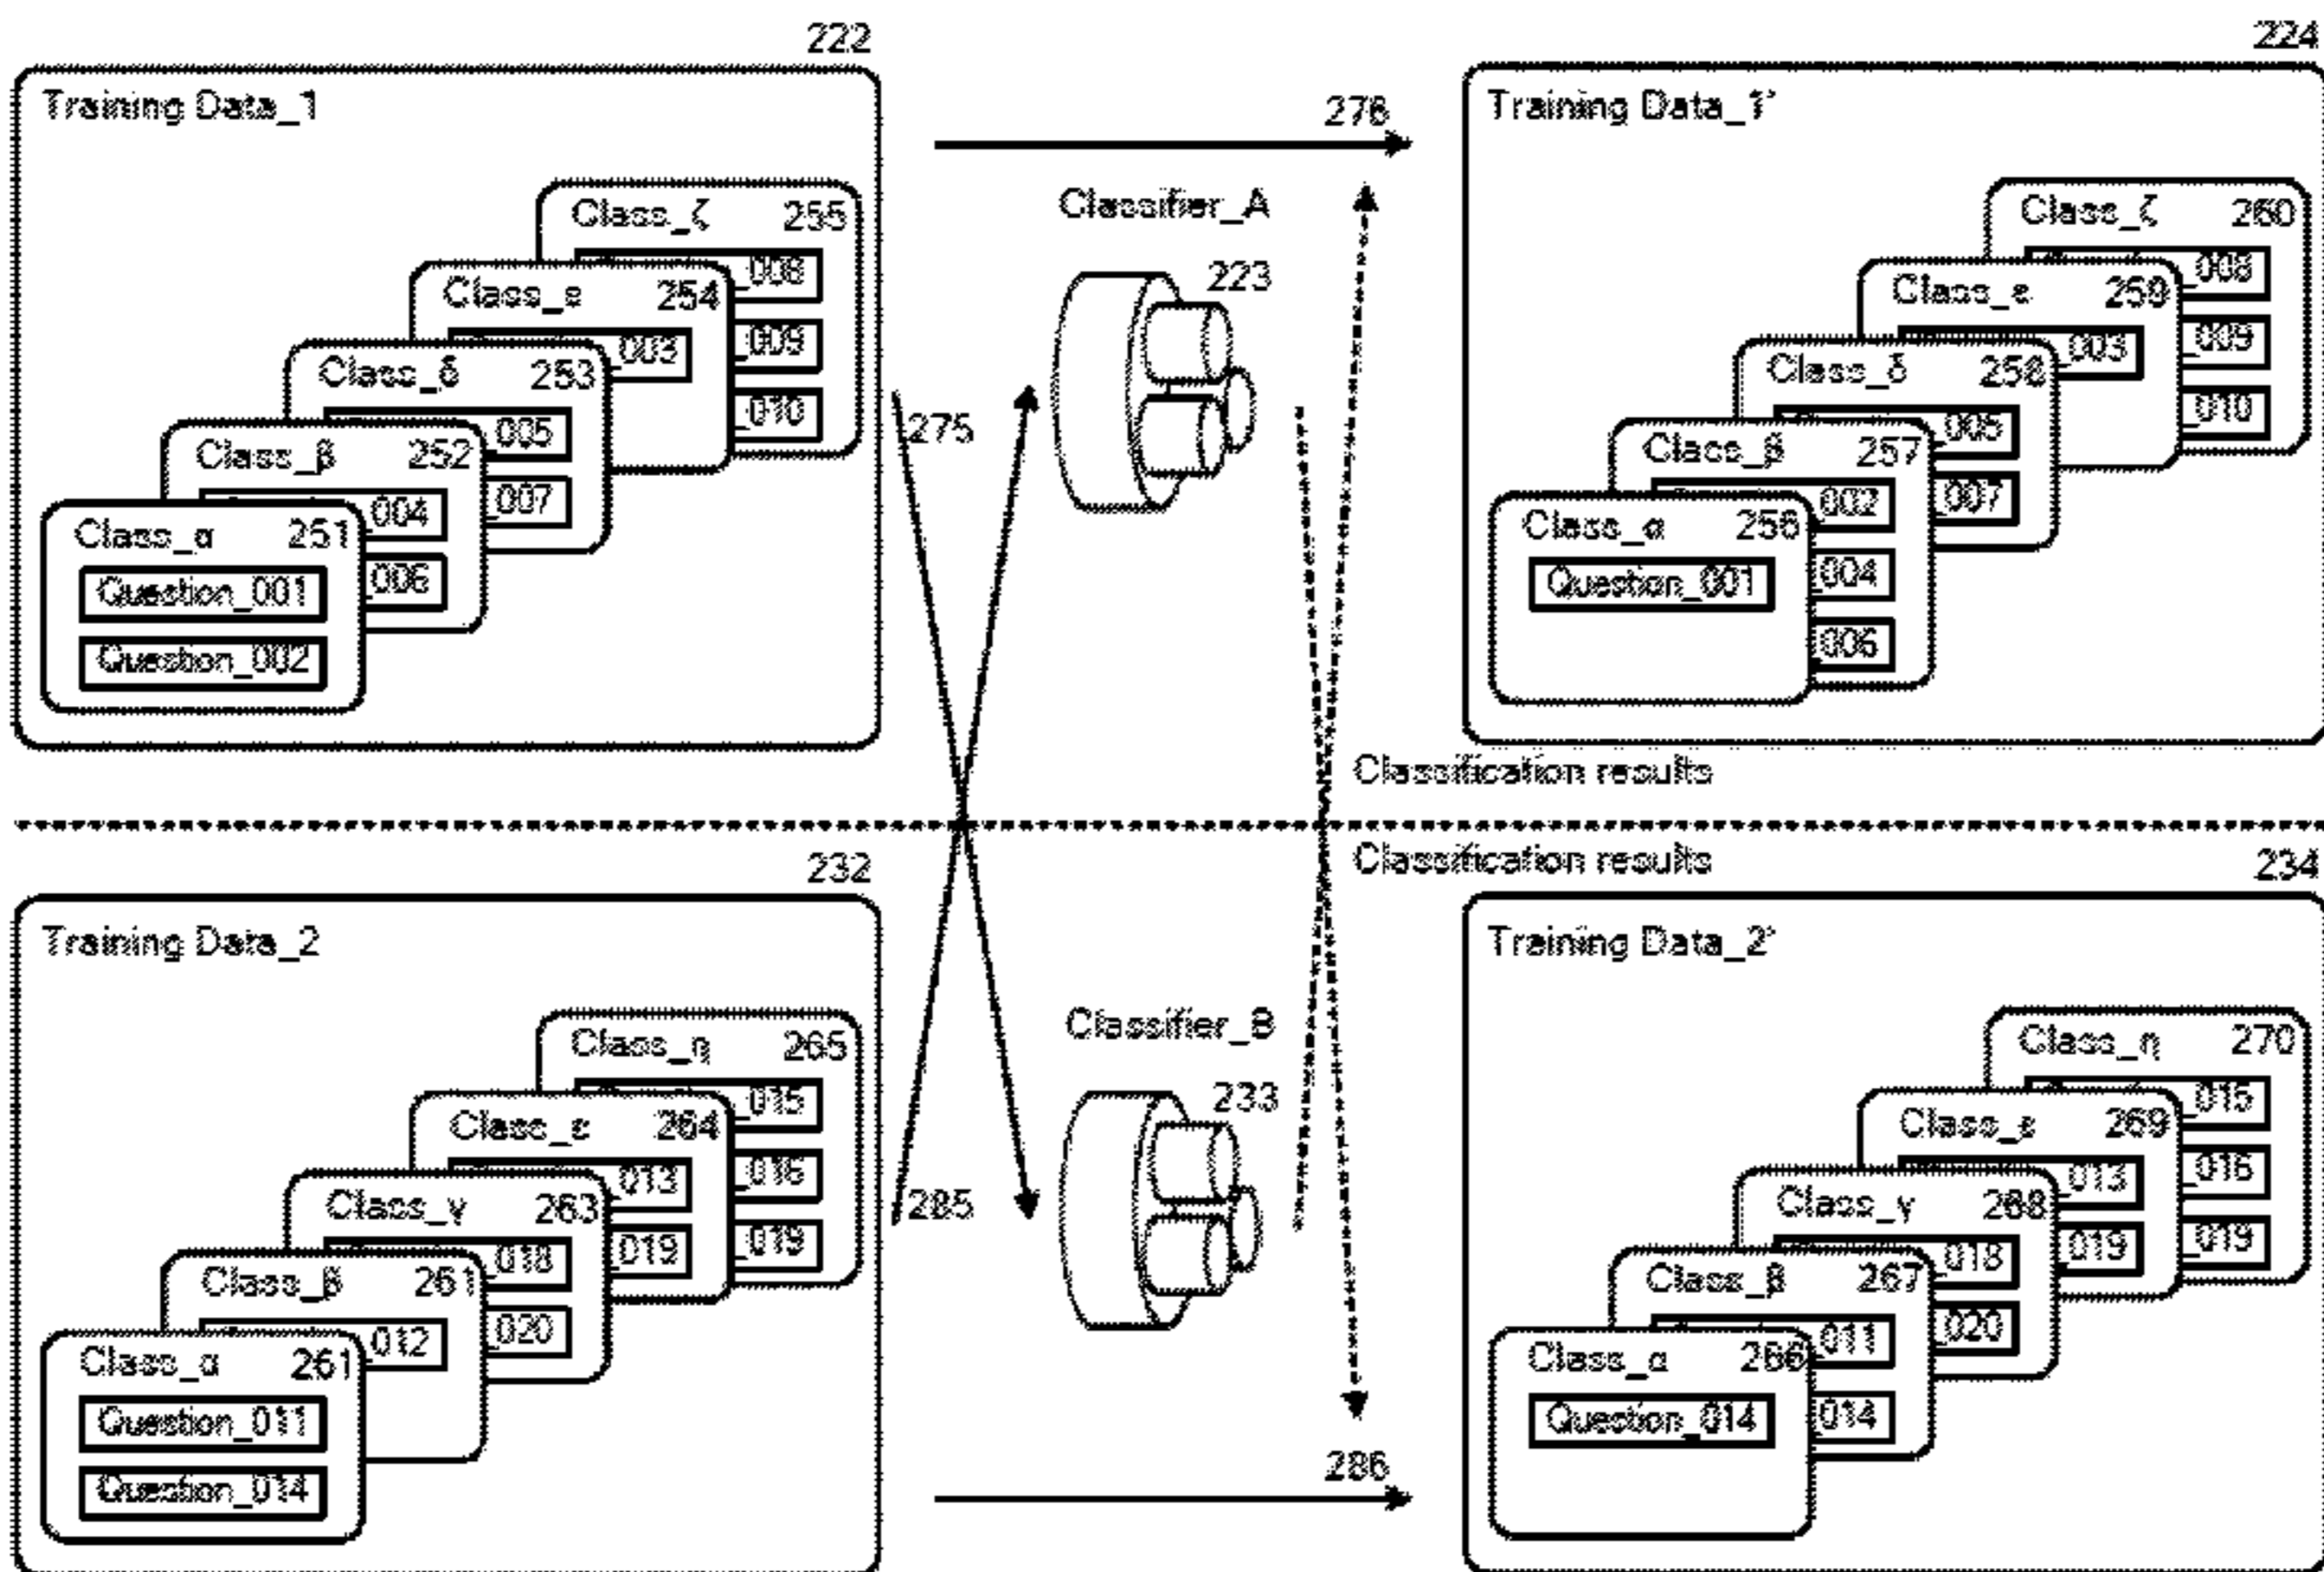 222
Training Data_1
Class_ζ 255
_008
_009
_010
Class_ε 254
_003
Class_δ 253
_005
_007
Class_β 252
_004
_006
Class_α 251
Question_001
Question_002
276
Classifier_A
223
275
224
Training Data_1'
Class_ζ 260
_008
_009
_010
Class_ε 259
_003
Class_δ 258
_005
_007
Class_β 257
_002
_004
_006
Class_α 256
Question_001
Classification results
Classification results
232
Training Data_2
Class_η 265
_015
_016
_019
Class_ε 264
_013
_019
Class_γ 263
_018
_020
Class_β 261
_012
Class_α 261
Question_011
Question_014
285
Classifier_B
233
286
234
Training Data_2'
Class_η 270
_015
_016
_019
Class_ε 269
_013
_019
Class_γ 268
_018
_020
Class_β 267
_011
_014
Class_α 266
Question_014